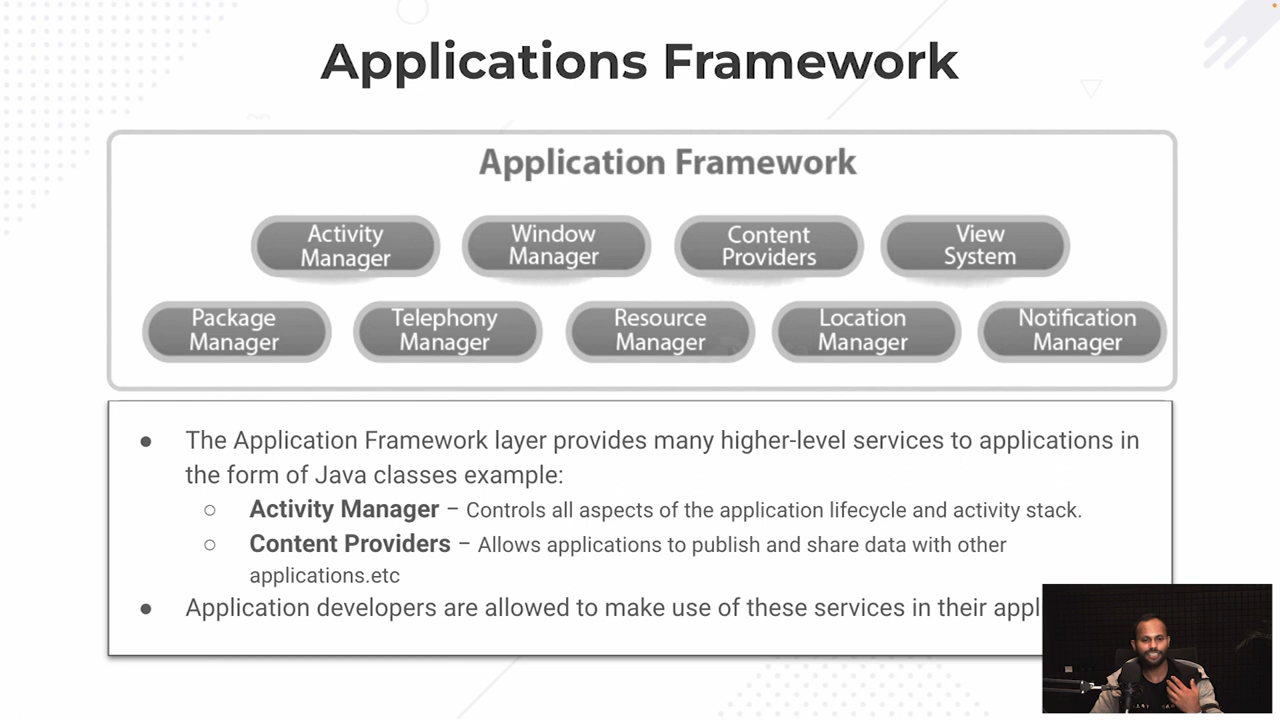 Applications Framework
Application Framework
Activity Manager
Window Manager
Content Providers
View System
Package Manager
Telephony Manager
Resource Manager
Location Manager
Notification Manager
● The Application Framework layer provides many higher-level services to applications in
the form of Java classes example:
○ Activity Manager – Controls all aspects of the application lifecycle and activity stack.
○ Content Providers – Allows applications to publish and share data with other
applications.etc
● Application developers are allowed to make use of these services in their appl